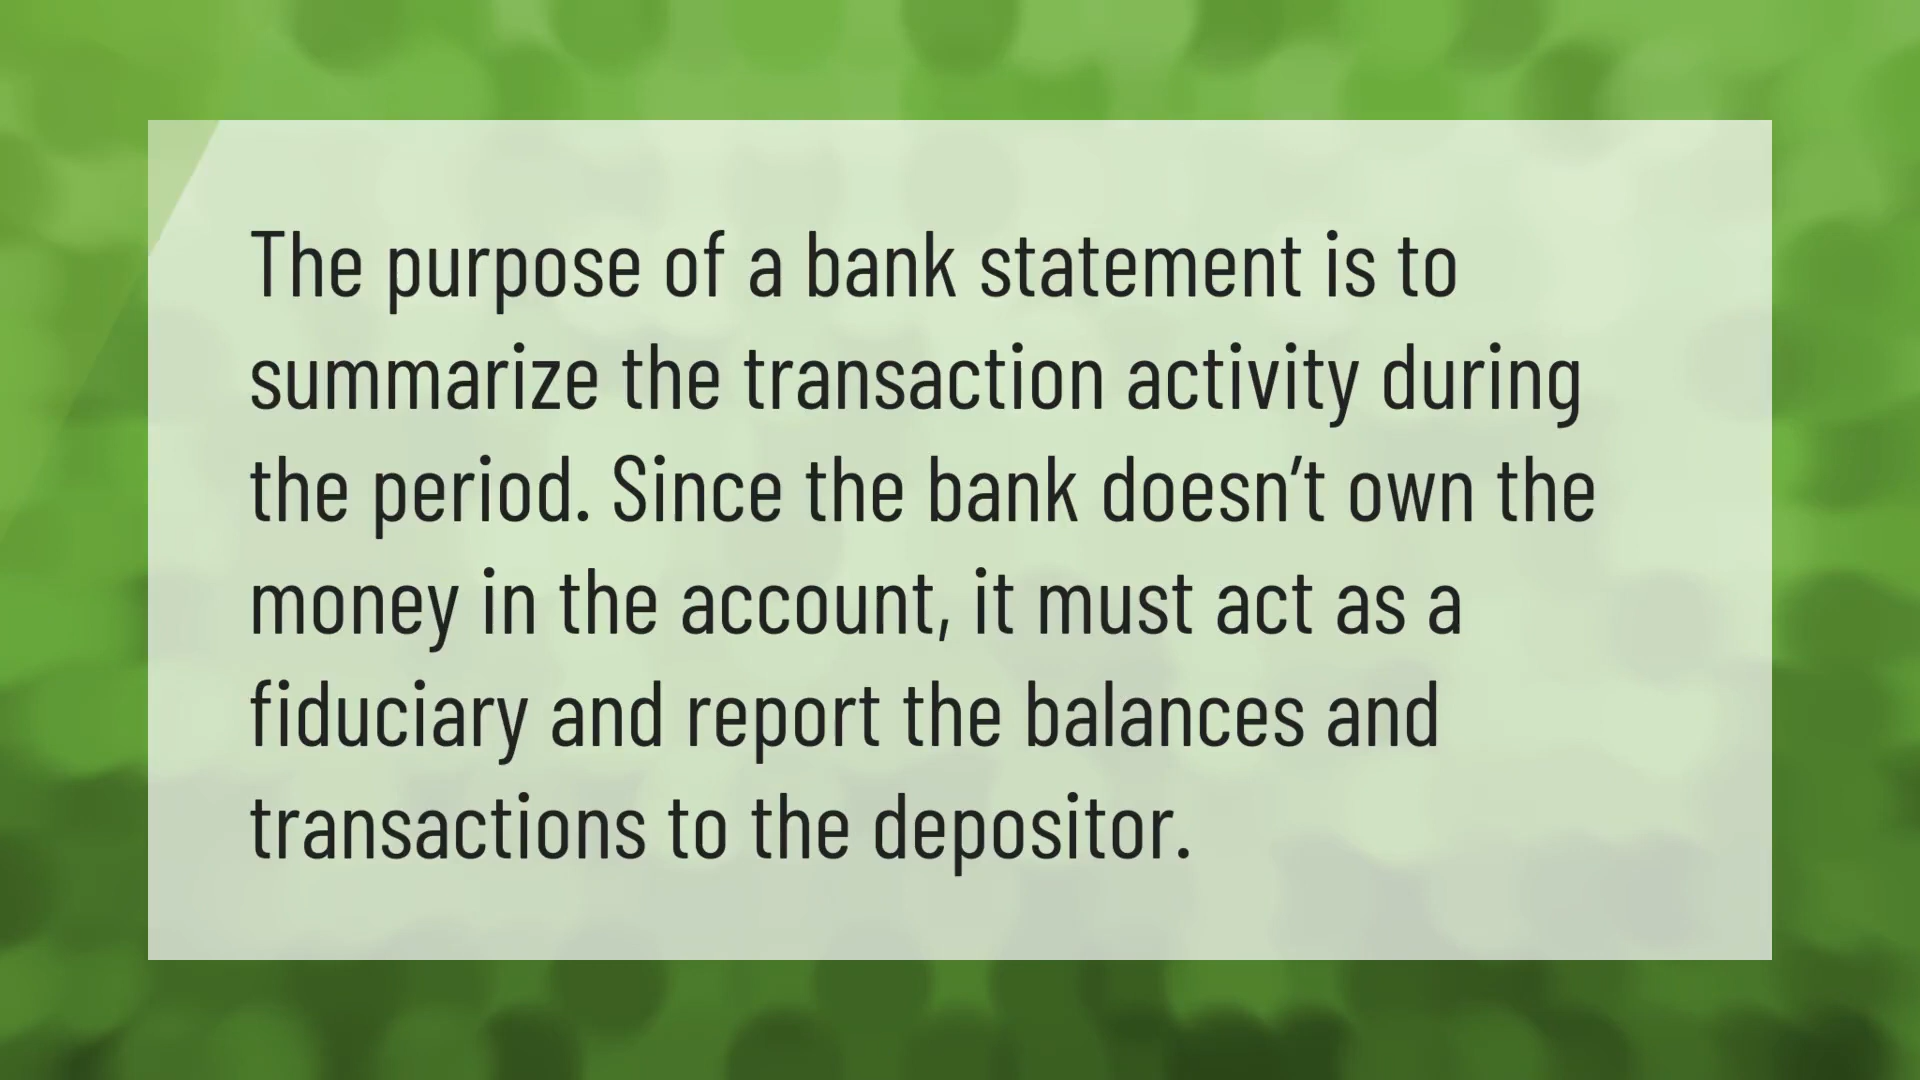 The purpose of a bank statement is to
summarize the transaction activity during
the period. Since the bank doesn’t own the
money in the account, it must act as a
fiduciary and report the balances and
transactions to the depositor.